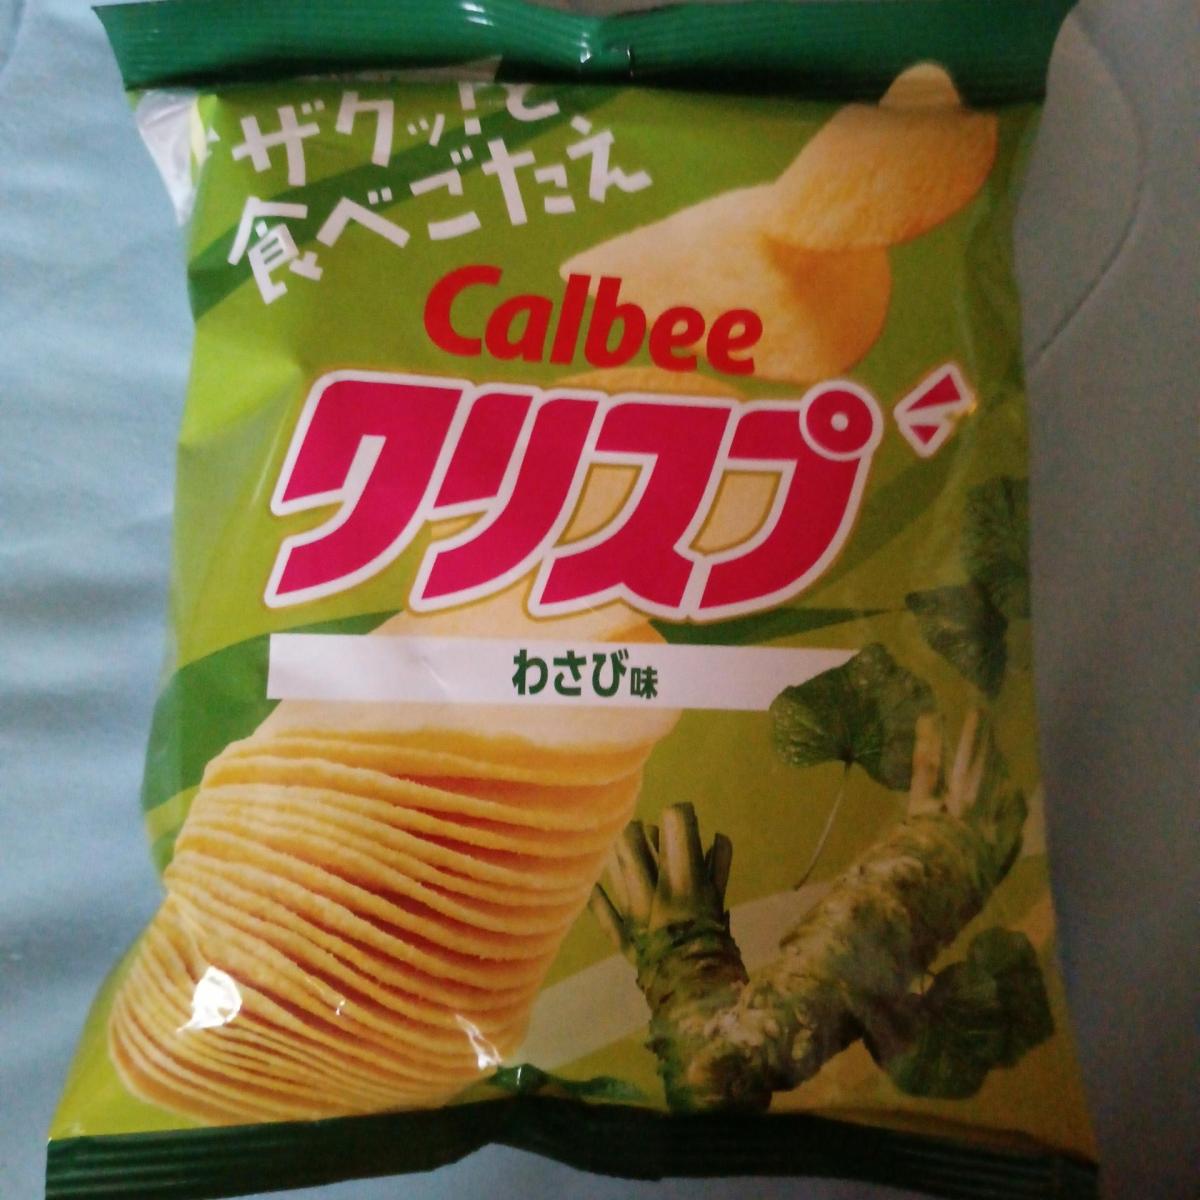 ザクッ!と、
食べごたえ
Calbee
クリスプ
わさび味